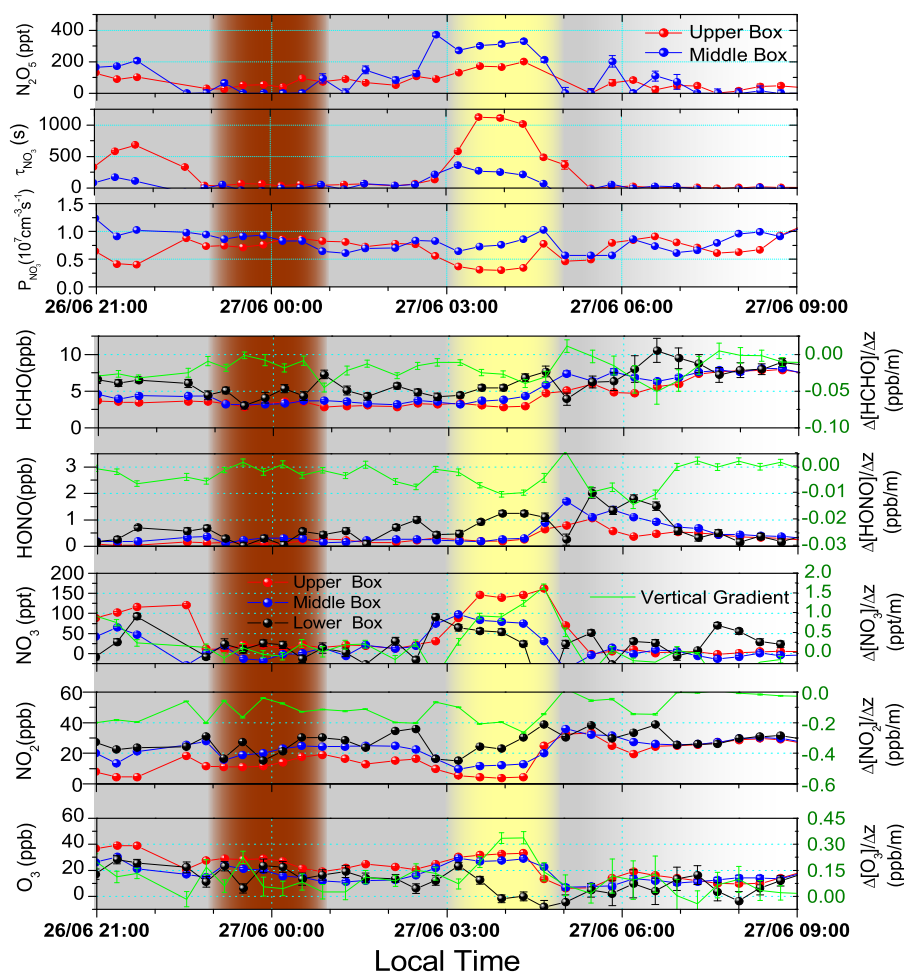 N2O5 (ppt)
400
200
0
Upper Box
Middle Box
τNO3 (s)
1000
500
0
PNO3(10^7cm-3s-1)
1.5
1.0
0.5
0.0
26/06 21:00 27/06 00:00 27/06 03:00 27/06 06:00 27/06 09:00
HCHO(ppb)
10
5
0
0.00
-0.05
-0.10
Δ[HCHO]/Δz
(ppb/m)
HONO(ppb)
3
2
1
0
0.00
-0.01
-0.02
-0.03
Δ[HONO]/Δz
(ppb/m)
NO3 (ppt)
200
150
100
50
0
Upper Box
Middle Box
Lower Box
Vertical Gradient
2.0
1.5
1.0
0.5
0.0
Δ[NO3]/Δz
(ppt/m)
NO2(ppb)
60
40
20
0
0.0
-0.2
-0.4
-0.6
Δ[NO2]/Δz
(ppb/m)
O3 (ppb)
60
40
20
0
0.45
0.30
0.15
0.00
Δ[O3]/Δz
(ppb/m)
26/06 21:00 27/06 00:00 27/06 03:00 27/06 06:00 27/06 09:00
Local Time